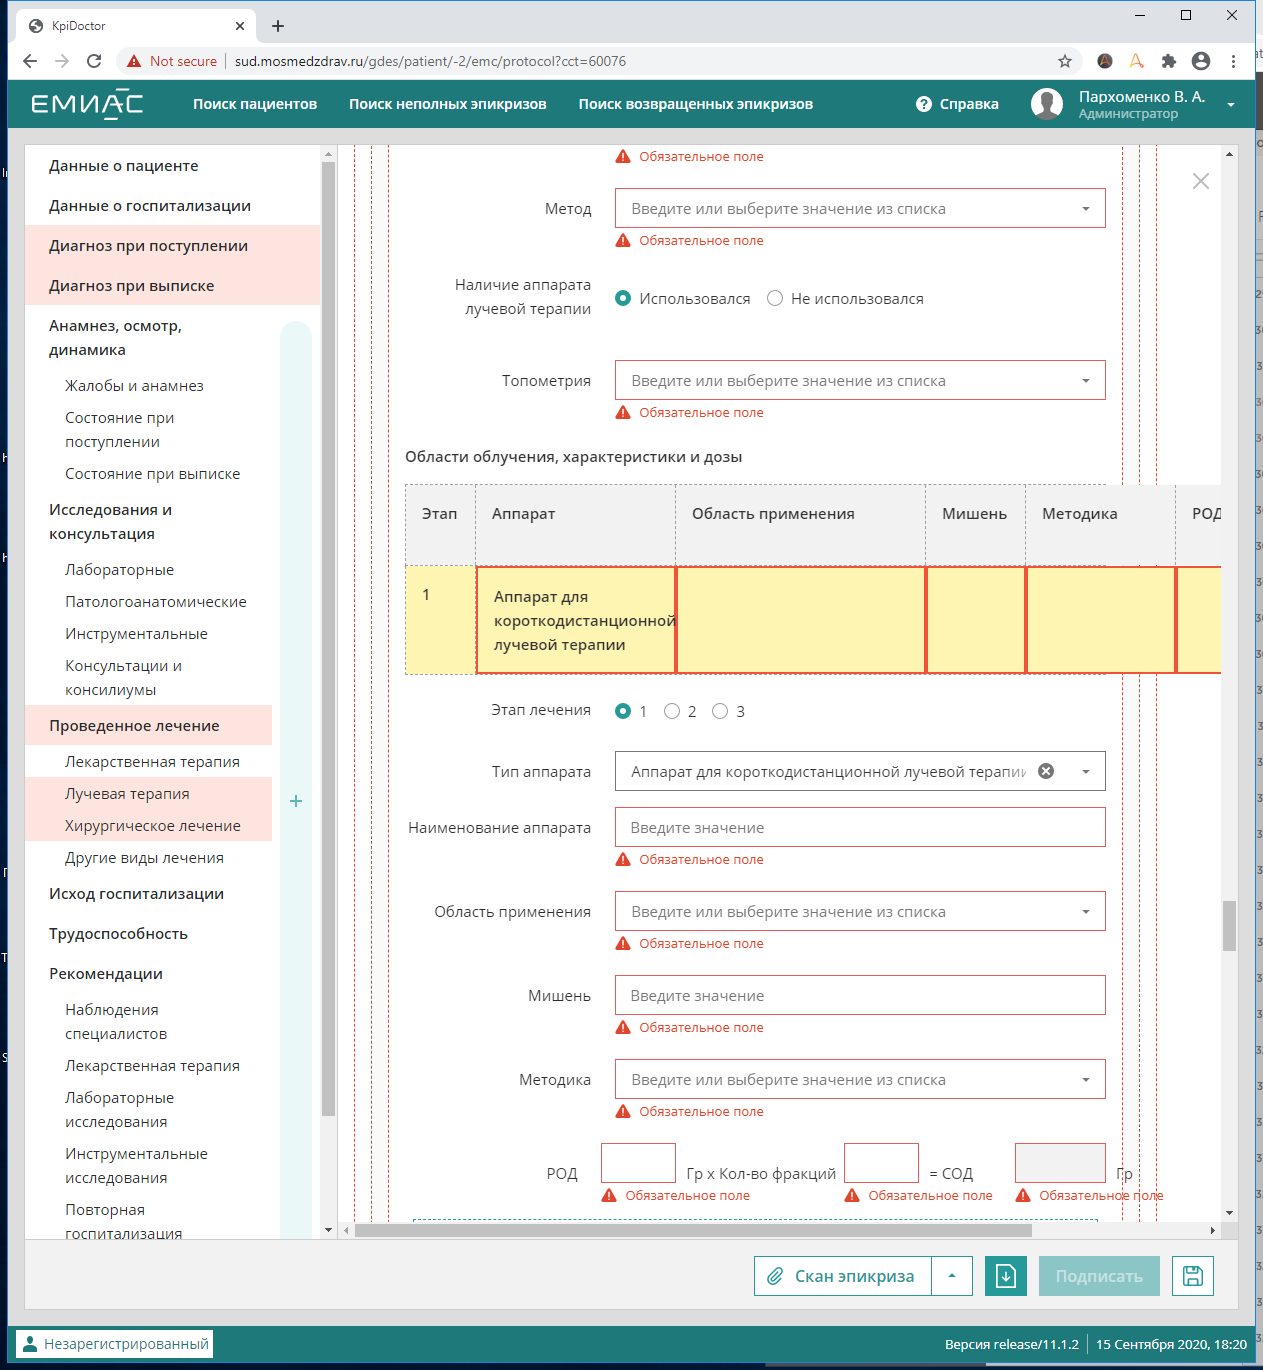 KpiDoctor
Not secure
sud.mosmedzdrav.ru/gdes/patient/-2/emc/protocol?cct=60076
ЕМИАС
Поиск пациентов
Поиск неполных эпикризов
Поиск возвращенных эпикризов
Справка
Пархоменко В. А.
Администратор
Данные о пациенте
Данные о госпитализации
Диагноз при поступлении
Диагноз при выписке
Анамнез, осмотр,
динамика
Жалобы и анамнез
Состояние при
поступлении
Состояние при выписке
Исследования и
консультация
Лабораторные
Патологоанатомические
Инструментальные
Консультации и
консилиумы
Проведенное лечение
Лекарственная терапия
Лучевая терапия
Хирургическое лечение
Другие виды лечения
Исход госпитализации
Трудоспособность
Рекомендации
Наблюдения
специалистов
Лекарственная терапия
Лабораторные
исследования
Инструментальные
исследования
Повторная
госпитализация
Обязательное поле
Метод
Введите или выберите значение из списка
Обязательное поле
Наличие аппарата
лучевой терапии
Использовался
Не использовался
Топометрия
Введите или выберите значение из списка
Обязательное поле
Области облучения, характеристики и дозы
Этап
Аппарат
Область применения
Мишень
Методика
РОД
1
Аппарат для
короткодистанционной
лучевой терапии
Этап лечения
1
2
3
Тип аппарата
Аппарат для короткодистанционной лучевой терапии
Наименование аппарата
Введите значение
Обязательное поле
Область применения
Введите или выберите значение из списка
Обязательное поле
Мишень
Введите значение
Обязательное поле
Методика
Введите или выберите значение из списка
Обязательное поле
РОД
Гр x Кол-во фракций
= СОД
Гр
Обязательное поле
Обязательное поле
Обязательное поле
Скан эпикриза
Подписать
Незарегистрированный
Версия release/11.1.2
15 Сентября 2020, 18:20